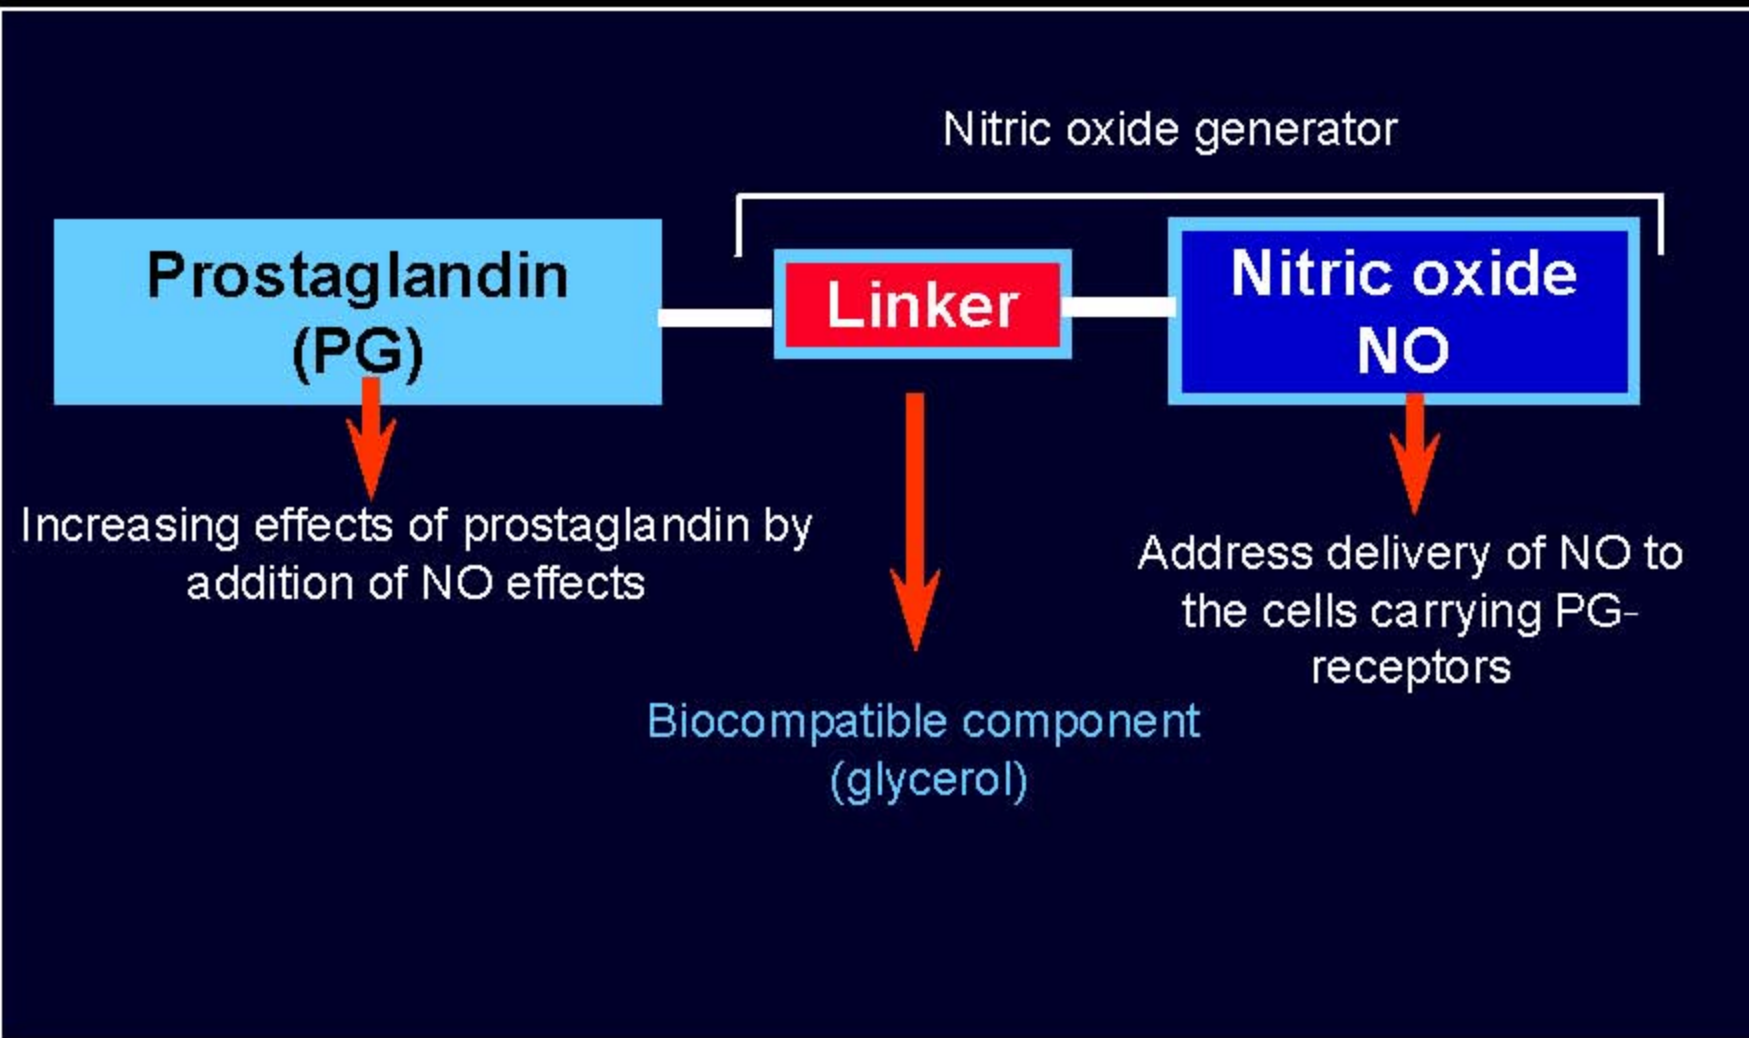 Nitric oxide generator
Prostaglandin
(PG)
Linker
Nitric oxide
NO
Increasing effects of prostaglandin by
addition of NO effects
Address delivery of NO to
the cells carrying PG-
receptors
Biocompatible component
(glycerol)